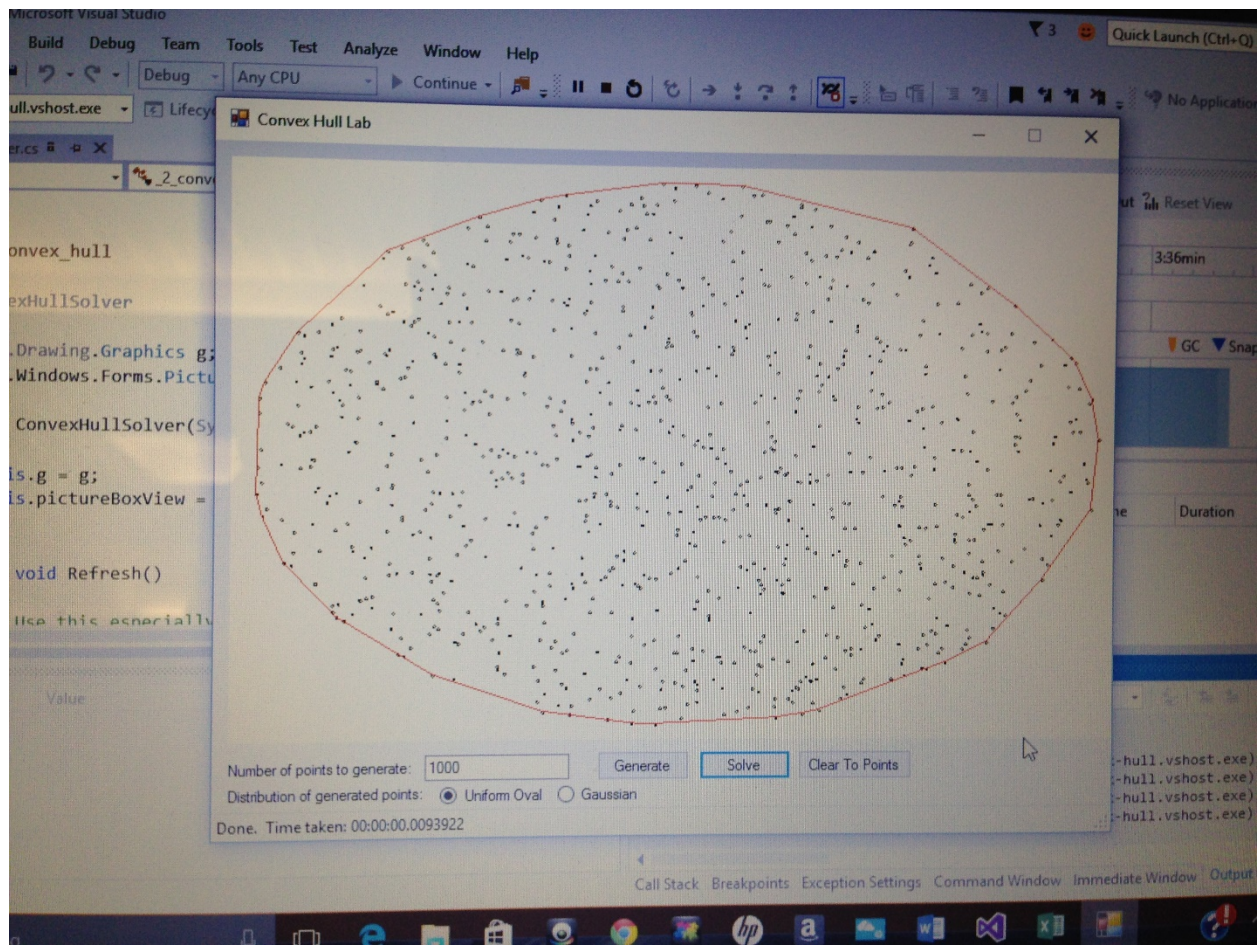 Microsoft Visual Studio
3
Quick Launch (Ctrl+Q)
Build Debug Team Tools Test Analyze Window Help
Debug Any CPU Continue
No Application
ull.vshost.exe Lifecy
er.cs
_2_conv
Convex Hull Lab
ut Reset View
onvex_hull
3:36min
exHullSolver
.Drawing.Graphics g;
GC Snap
.Windows.Forms.Pictu
ConvexHullSolver(Sy
is.g = g;
is.pictureBoxView =
Duration
void Refresh()
Use this especially
Value
Number of points to generate: 1000 Generate Solve Clear To Points
Distribution of generated points: Uniform Oval Gaussian
Done. Time taken: 00:00:00.0093922
-hull.vshost.exe)
-hull.vshost.exe)
-hull.vshost.exe)
-hull.vshost.exe)
Call Stack Breakpoints Exception Settings Command Window Immediate Window Output
hp a